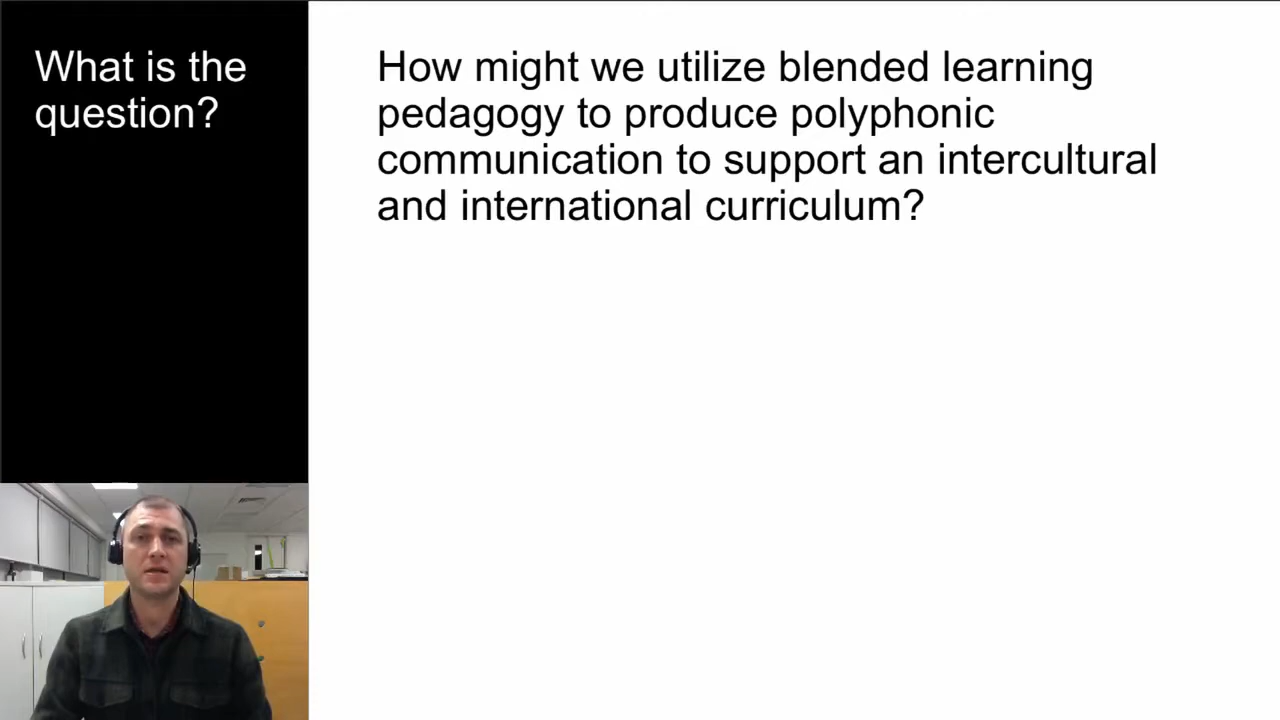 What is the
question?
How might we utilize blended learning
pedagogy to produce polyphonic
communication to support an intercultural
and international curriculum?